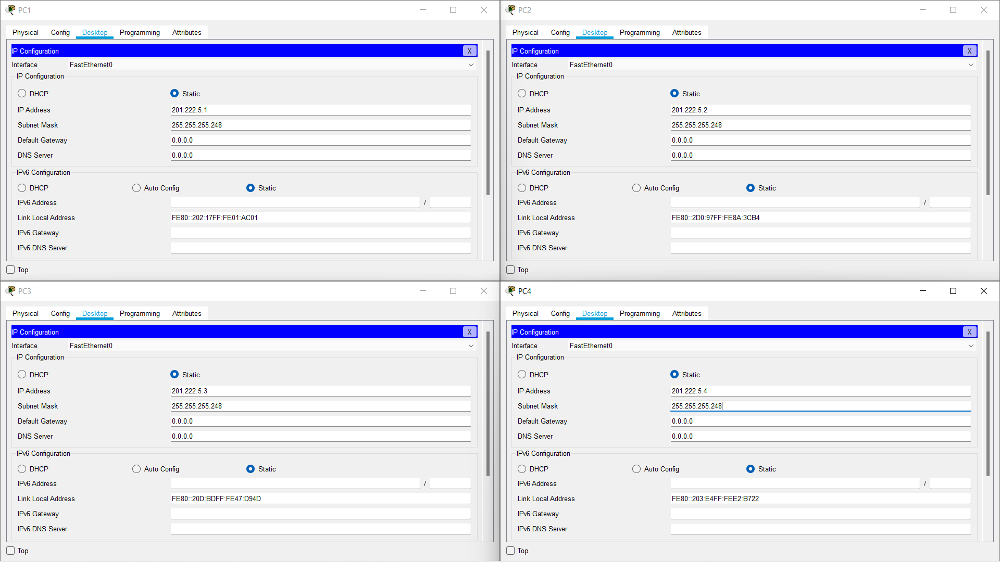 PC1
Physical Config Desktop Programming Attributes
IP Configuration X
Interface FastEthernet0
IP Configuration
DHCP Static
IP Address 201.222.5.1
Subnet Mask 255.255.255.248
Default Gateway 0.0.0.0
DNS Server 0.0.0.0
IPv6 Configuration
DHCP Auto Config Static
IPv6 Address /
Link Local Address FE80::202:17FF:FE01:AC01
IPv6 Gateway
IPv6 DNS Server
Top
PC2
Physical Config Desktop Programming Attributes
IP Configuration X
Interface FastEthernet0
IP Configuration
DHCP Static
IP Address 201.222.5.2
Subnet Mask 255.255.255.248
Default Gateway 0.0.0.0
DNS Server 0.0.0.0
IPv6 Configuration
DHCP Auto Config Static
IPv6 Address /
Link Local Address FE80::2D0:97FF:FE8A:3CB4
IPv6 Gateway
IPv6 DNS Server
Top
PC3
Physical Config Desktop Programming Attributes
IP Configuration X
Interface FastEthernet0
IP Configuration
DHCP Static
IP Address 201.222.5.3
Subnet Mask 255.255.255.248
Default Gateway 0.0.0.0
DNS Server 0.0.0.0
IPv6 Configuration
DHCP Auto Config Static
IPv6 Address /
Link Local Address FE80::20D:BDFF:FE47:D94D
IPv6 Gateway
IPv6 DNS Server
Top
PC4
Physical Config Desktop Programming Attributes
IP Configuration X
Interface FastEthernet0
IP Configuration
DHCP Static
IP Address 201.222.5.4
Subnet Mask 255.255.255.248
Default Gateway 0.0.0.0
DNS Server 0.0.0.0
IPv6 Configuration
DHCP Auto Config Static
IPv6 Address /
Link Local Address FE80::203:E4FF:FEE2:B722
IPv6 Gateway
IPv6 DNS Server
Top